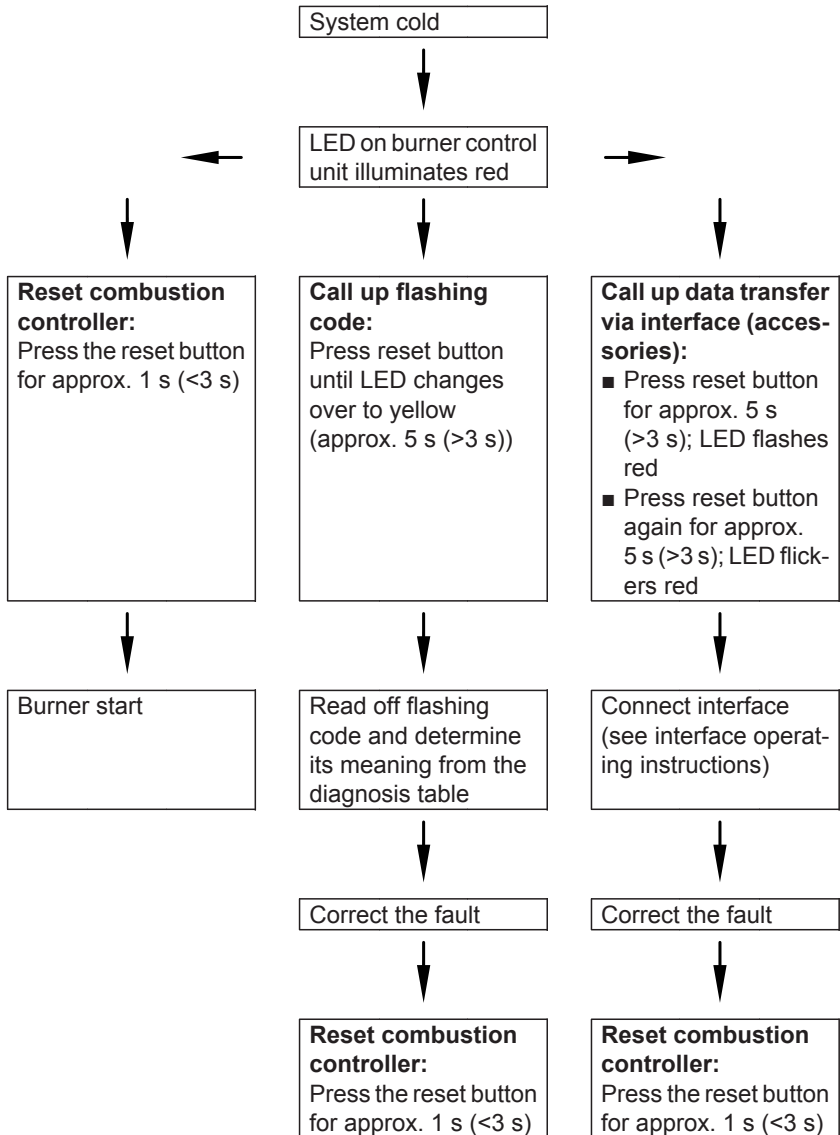 System cold
LED on burner control
unit illuminates red
Reset combustion
controller:
Press the reset button
for approx. 1 s (<3 s)
Call up flashing
code:
Press reset button
until LED changes
over to yellow
(approx. 5 s (>3 s))
Call up data transfer
via interface (acces-
sories):
■ Press reset button
for approx. 5 s
(>3 s); LED flashes
red
■ Press reset button
again for approx.
5 s (>3 s); LED flick-
ers red
Burner start
Read off flashing
code and determine
its meaning from the
diagnosis table
Connect interface
(see interface operat-
ing instructions)
Correct the fault
Correct the fault
Reset combustion
controller:
Press the reset button
for approx. 1 s (<3 s)
Reset combustion
controller:
Press the reset button
for approx. 1 s (<3 s)